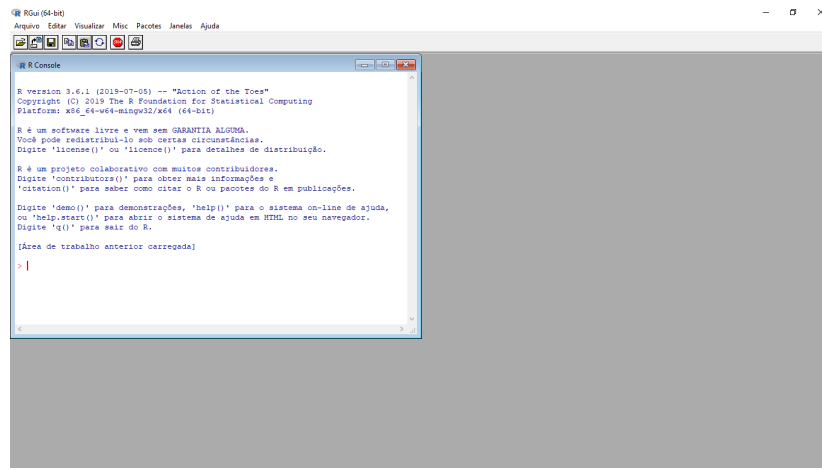 RGui (64-bit)
Arquivo Editar Visualizar Misc Pacotes Janelas Ajuda
STOP
R Console
R version 3.6.1 (2019-07-05) -- "Action of the Toes"
Copyright (C) 2019 The R Foundation for Statistical Computing
Platform: x86_64-w64-mingw32/x64 (64-bit)
R é um software livre e vem sem GARANTIA ALGUMA.
Você pode redistribuí-lo sob certas circunstâncias.
Digite 'license()' ou 'licence()' para detalhes de distribuição.
R é um projeto colaborativo com muitos contribuidores.
Digite 'contributors()' para obter mais informações e
'citation()' para saber como citar o R ou pacotes do R em publicações.
Digite 'demo()' para demonstrações, 'help()' para o sistema on-line de ajuda,
ou 'help.start()' para abrir o sistema de ajuda em HTML no seu navegador.
Digite 'q()' para sair do R.
[Área de trabalho anterior carregada]
>